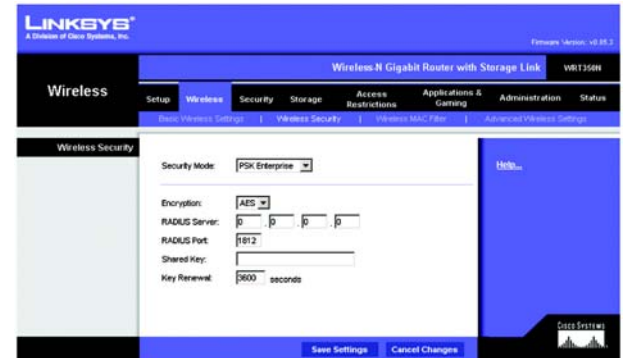 LINKSYS®
A Division of Cisco Systems, Inc.
Firmware Version: v0.85.3
Wireless-N Gigabit Router with Storage Link WRT350N
Wireless
Setup Wireless Security Storage Access Restrictions Applications & Gaming Administration Status
Basic Wireless Settings | Wireless Security | Wireless MAC Filter | Advanced Wireless Settings
Wireless Security
Security Mode: PSK Enterprise
Help...
Encryption: AES
RADIUS Server: 0 . 0 . 0 . 0
RADIUS Port: 1812
Shared Key:
Key Renewal: 3600 seconds
Save Settings Cancel Changes
CISCO SYSTEMS